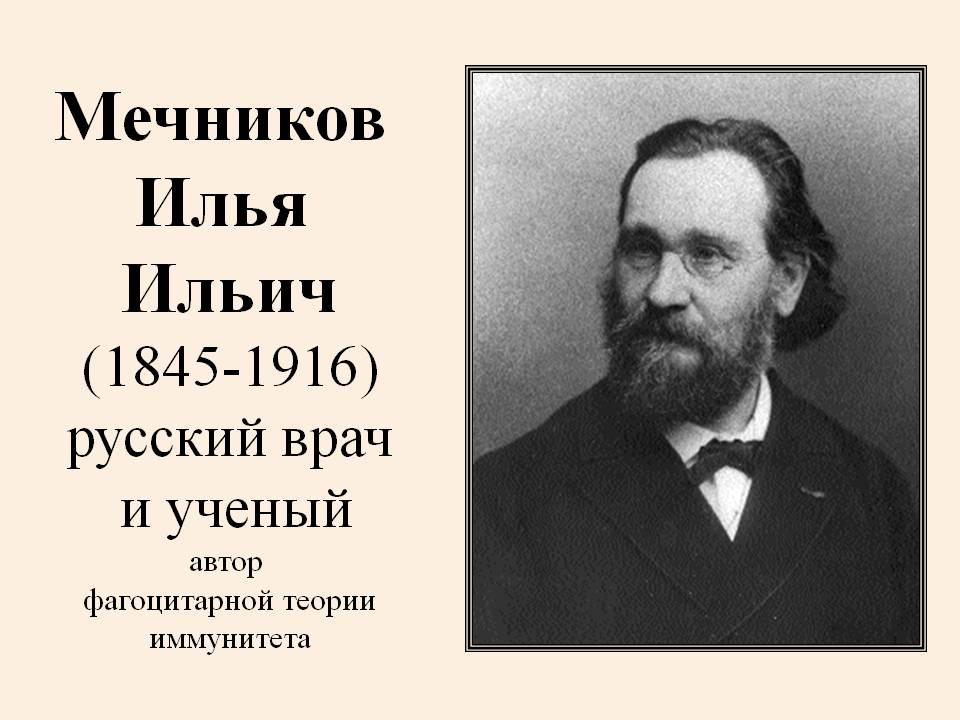 Мечников
Илья
Ильич
(1845-1916)
русский врач
и ученый
автор
фагоцитарной теории
иммунитета